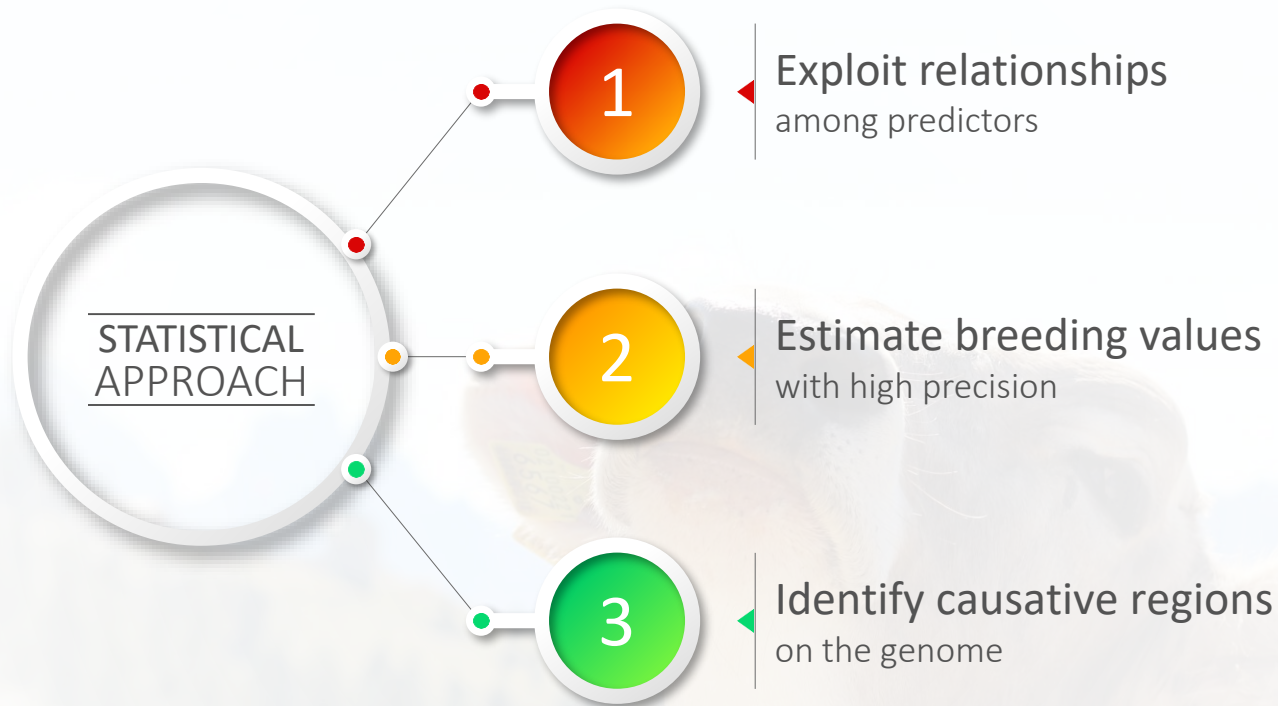 STATISTICAL
APPROACH
1
Exploit relationships
among predictors
2
Estimate breeding values
with high precision
3
Identify causative regions
on the genome